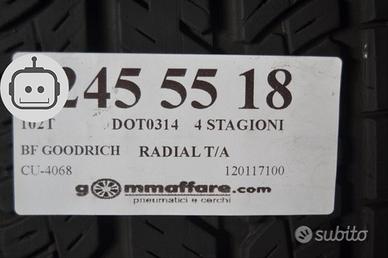 245 55 18
102T DOT0314 4 STAGIONI
BF GOODRICH RADIAL T/A
CU-4068 120117100
gommaffare.com
pneumatici e cerchi
subito